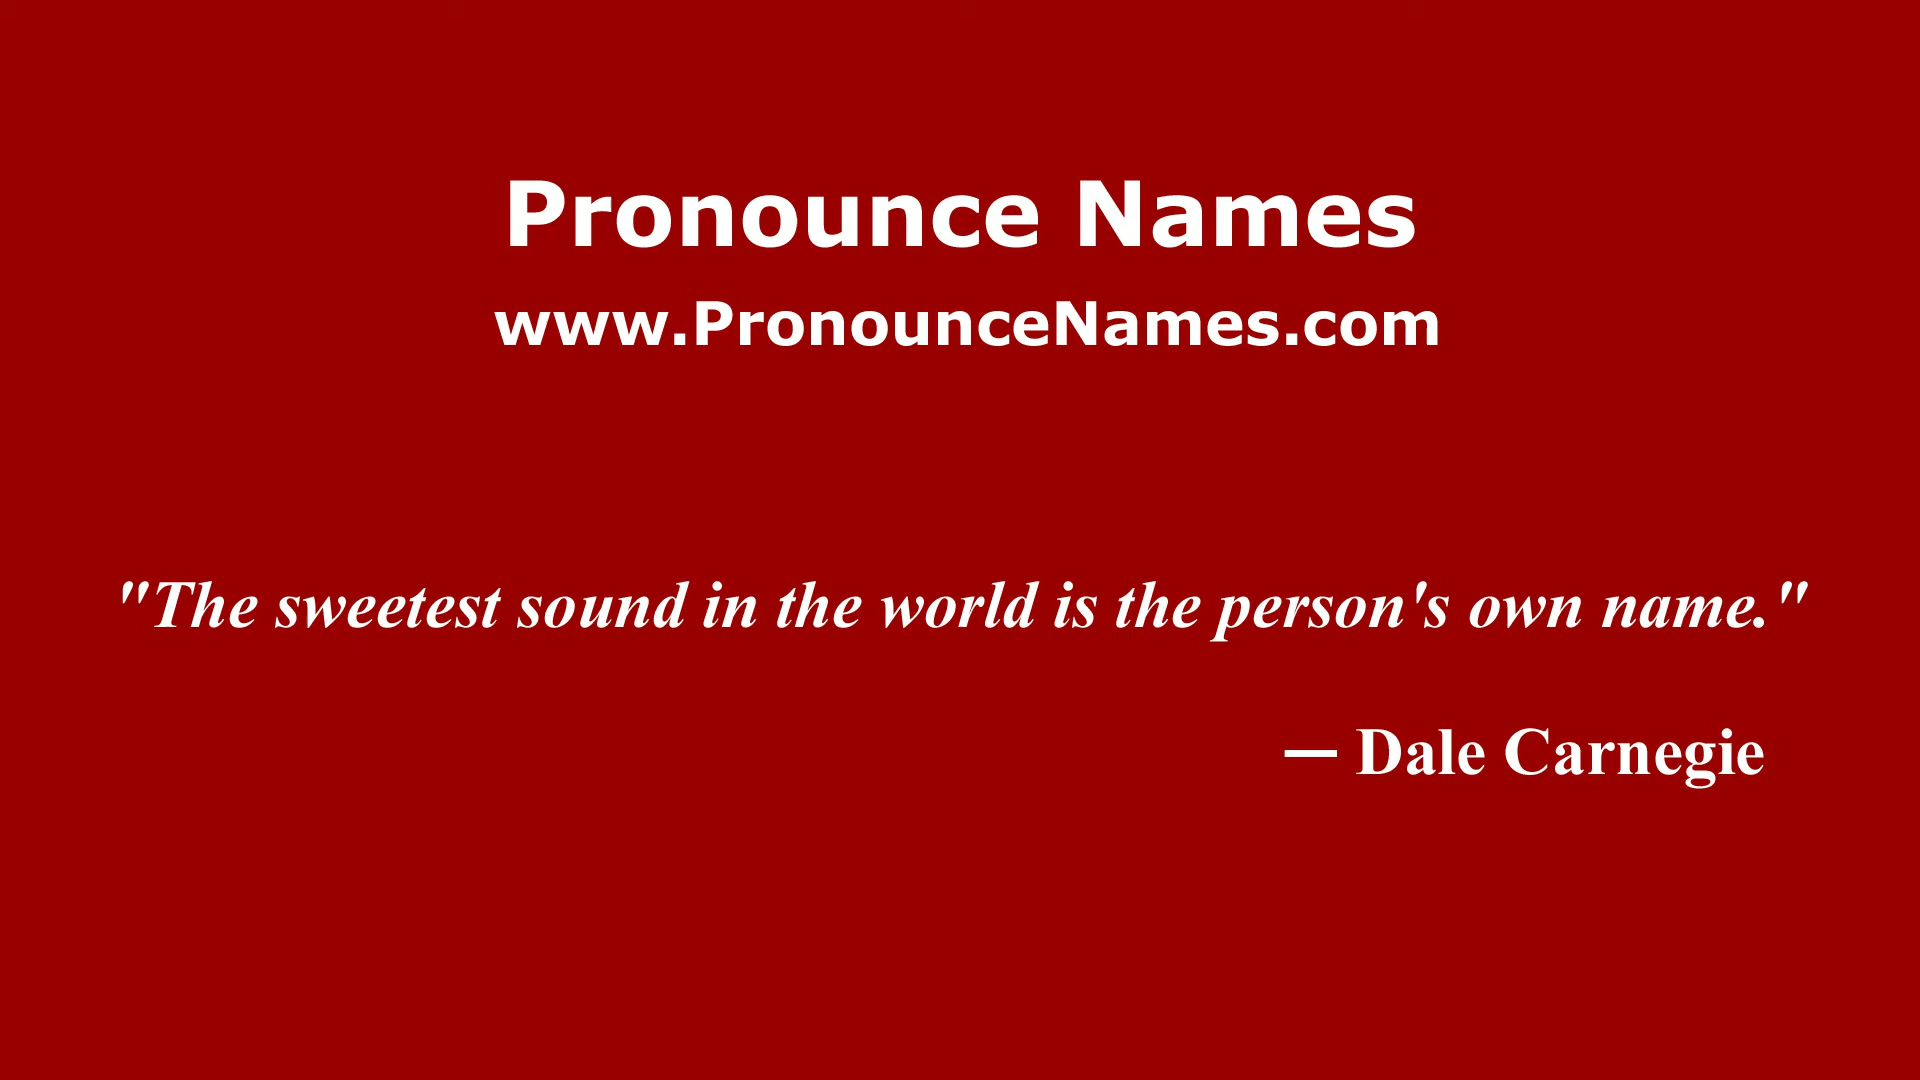 Pronounce Names
www.PronounceNames.com
"The sweetest sound in the world is the person's own name."
— Dale Carnegie